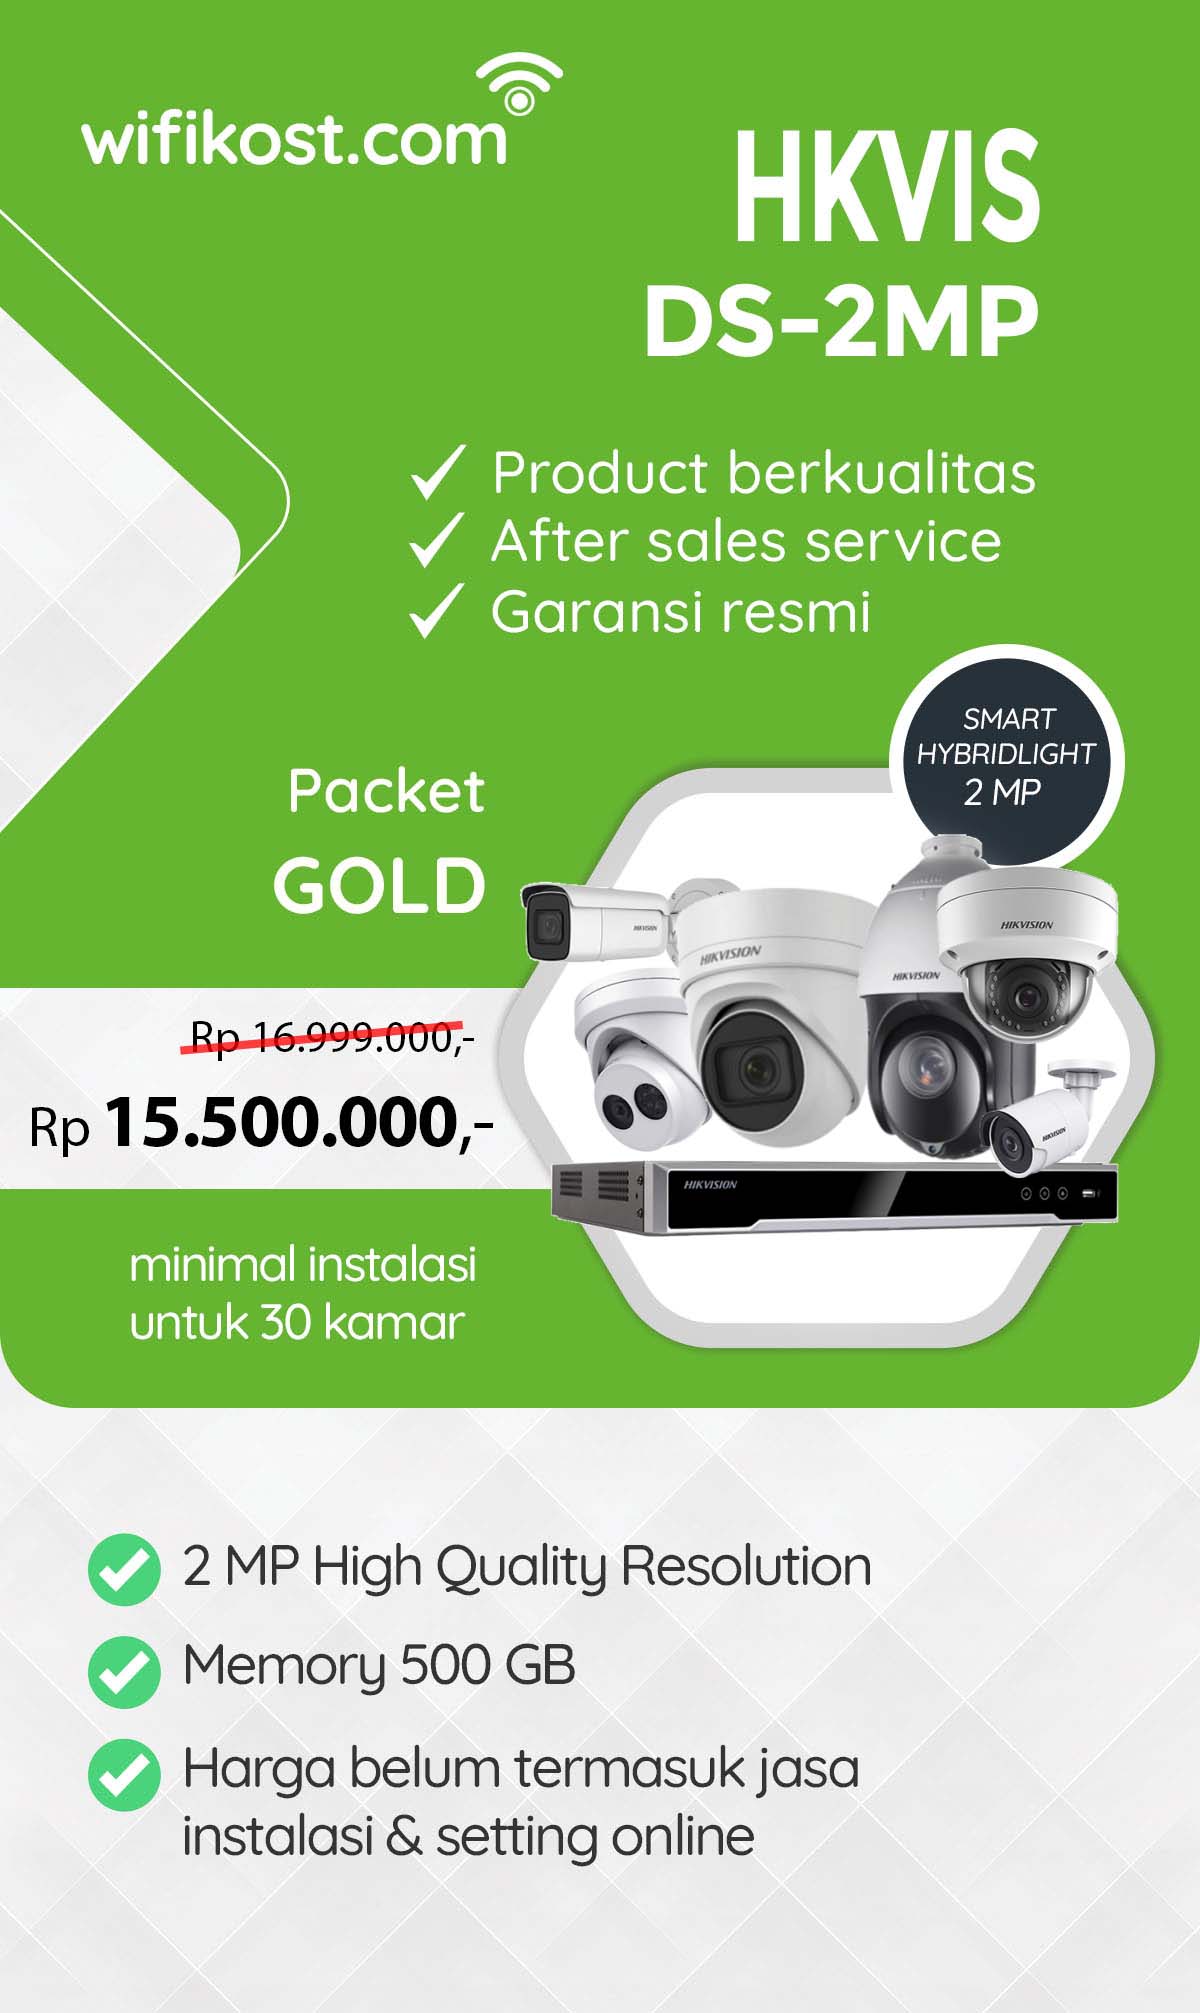 wifikost.com
HKVIS
DS-2MP
Product berkualitas
After sales service
Garansi resmi
SMART
HYBRIDLIGHT
2 MP
Packet
GOLD
HIKVISION
HIKVISION
HIKVISION
HIKVISION
Rp 16.999.000,-
Rp 15.500.000,-
HIKVISION
HIKVISION
minimal instalasi
untuk 30 kamar
2 MP High Quality Resolution
Memory 500 GB
Harga belum termasuk jasa
instalasi & setting online